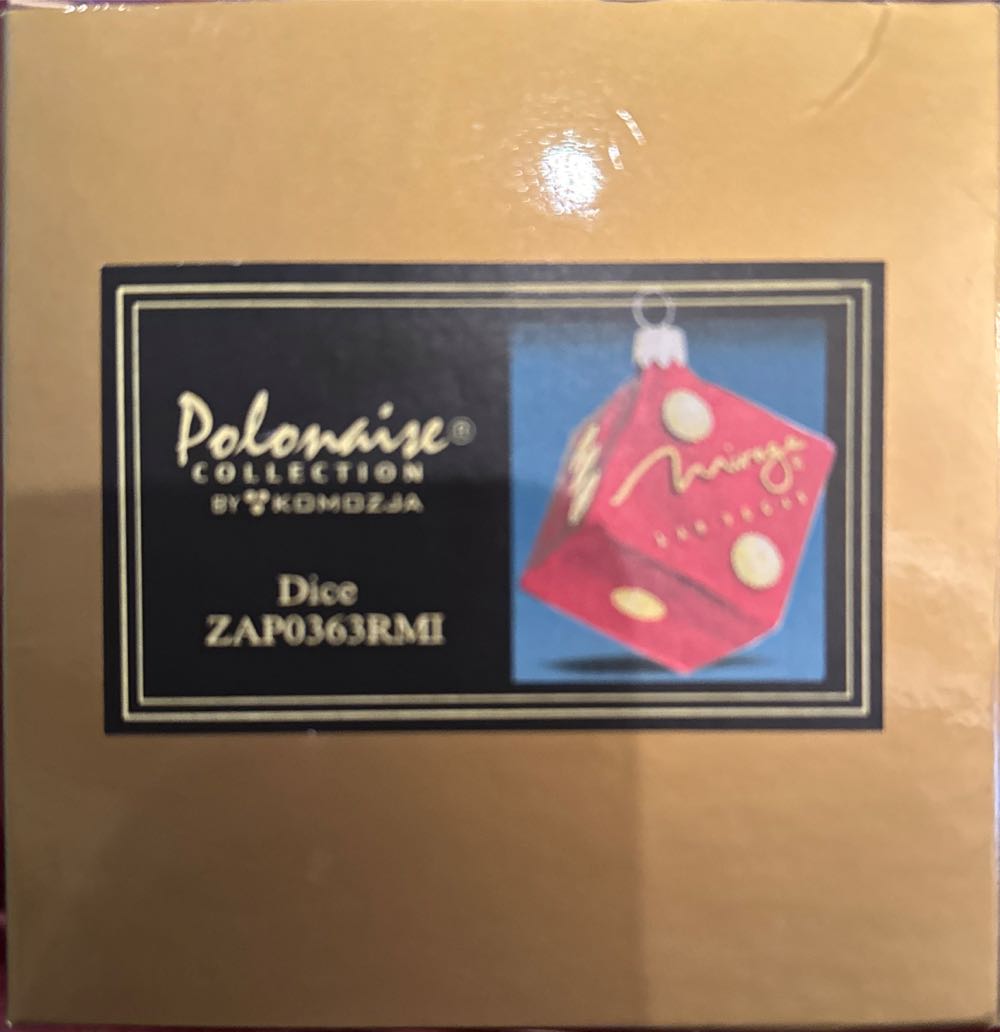 Polonaise®
COLLECTION
BY KOMOZJA
Dice
ZAP0363RMI
Mirage